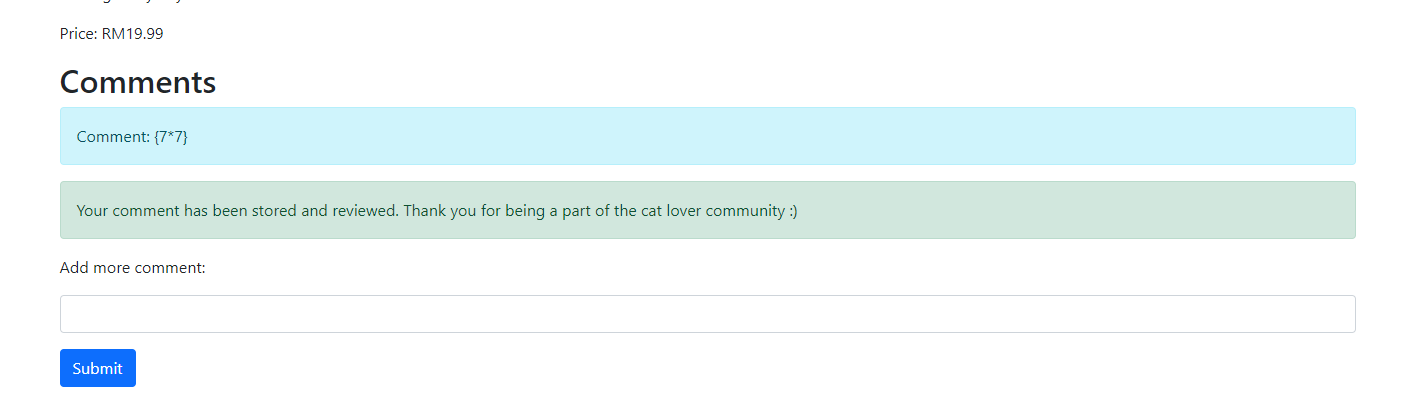 Price: RM19.99
Comments
Comment: {7*7}
Your comment has been stored and reviewed. Thank you for being a part of the cat lover community :)
Add more comment:
Submit